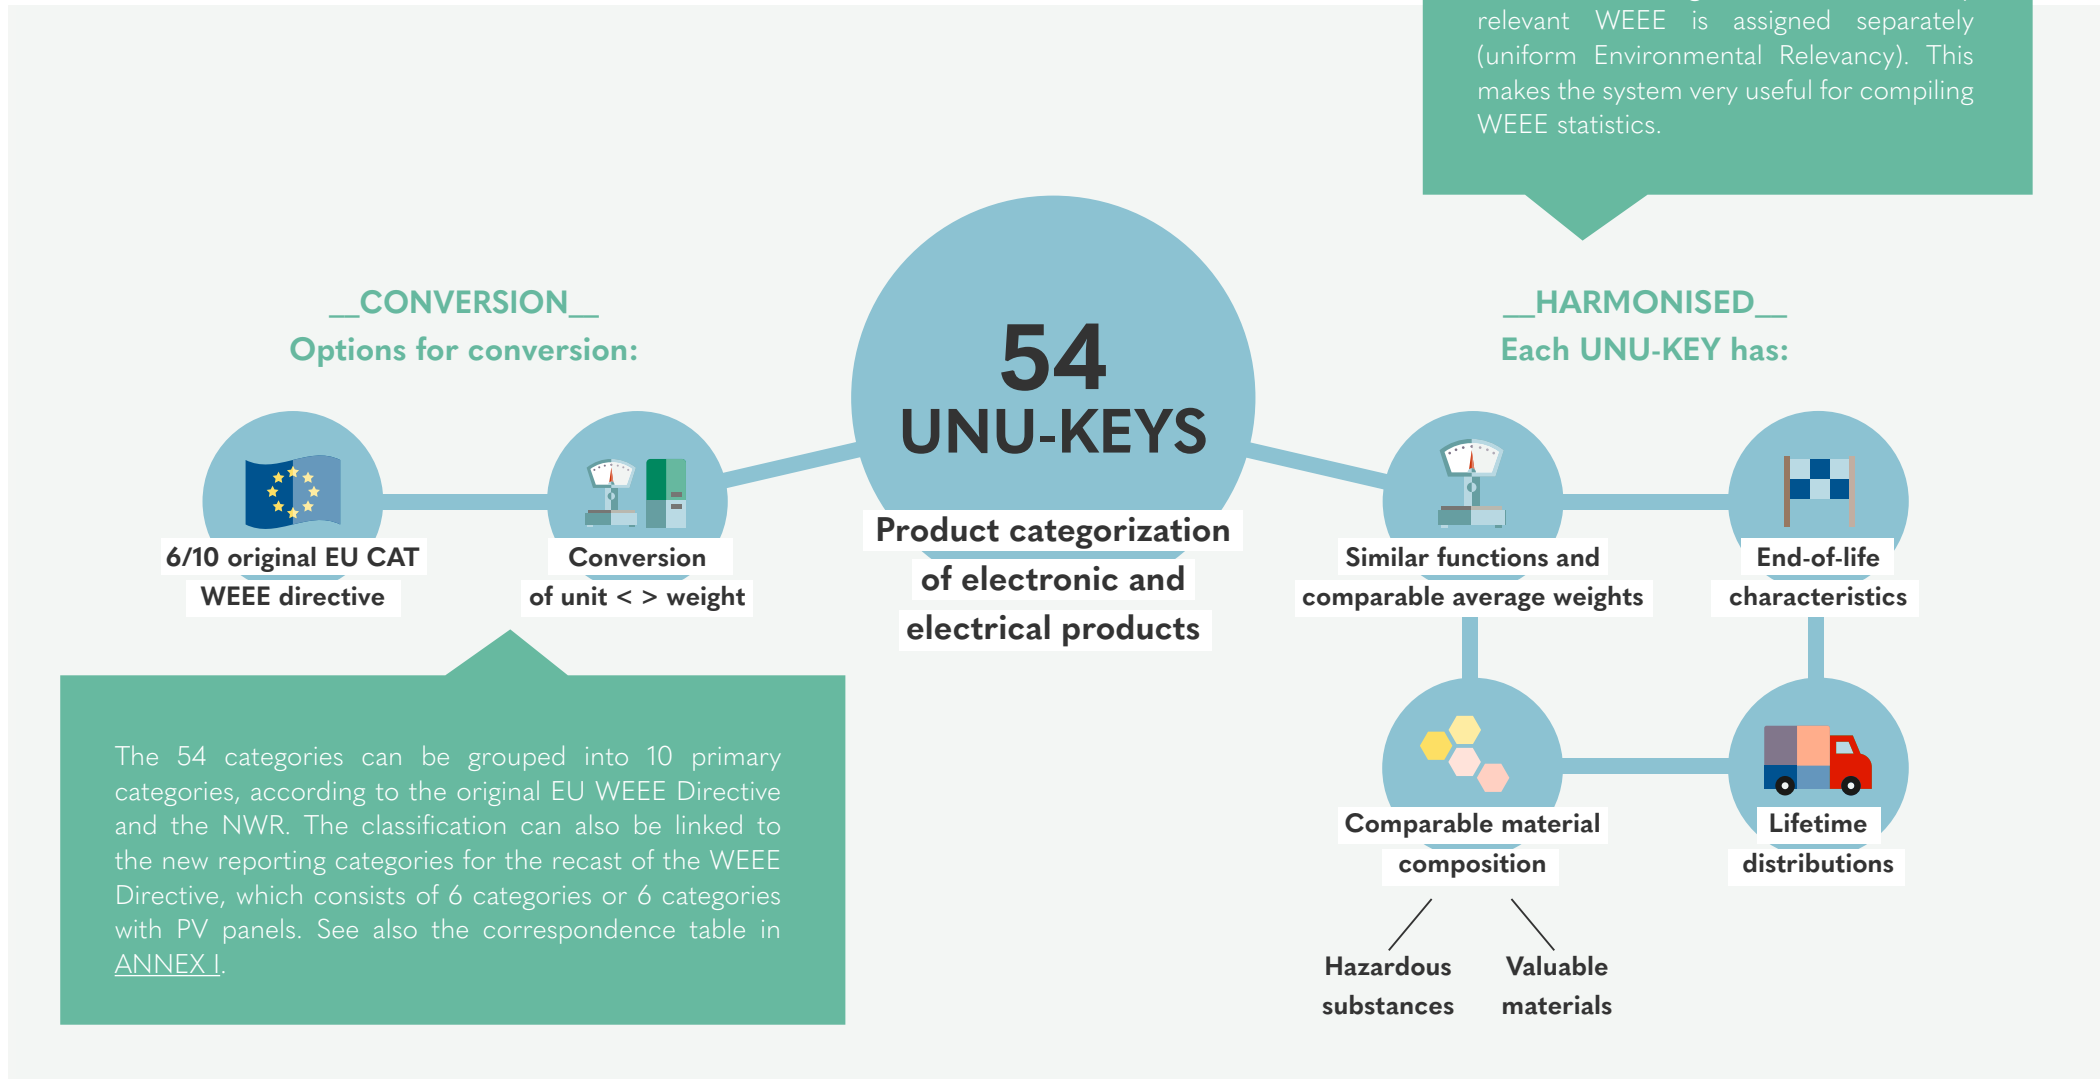 relevant WEEE is assigned separately
(uniform Environmental Relevancy). This
makes the system very useful for compiling
WEEE statistics.
__CONVERSION__
Options for conversion:
6/10 original EU CAT
WEEE directive
Conversion
of unit < > weight
54
UNU-KEYS
Product categorization
of electronic and
electrical products
__HARMONISED__
Each UNU-KEY has:
Similar functions and
comparable average weights
End-of-life
characteristics
Comparable material
composition
Lifetime
distributions
Hazardous
substances
Valuable
materials
The 54 categories can be grouped into 10 primary
categories, according to the original EU WEEE Directive
and the NWR. The classification can also be linked to
the new reporting categories for the recast of the WEEE
Directive, which consists of 6 categories or 6 categories
with PV panels. See also the correspondence table in
ANNEX I.